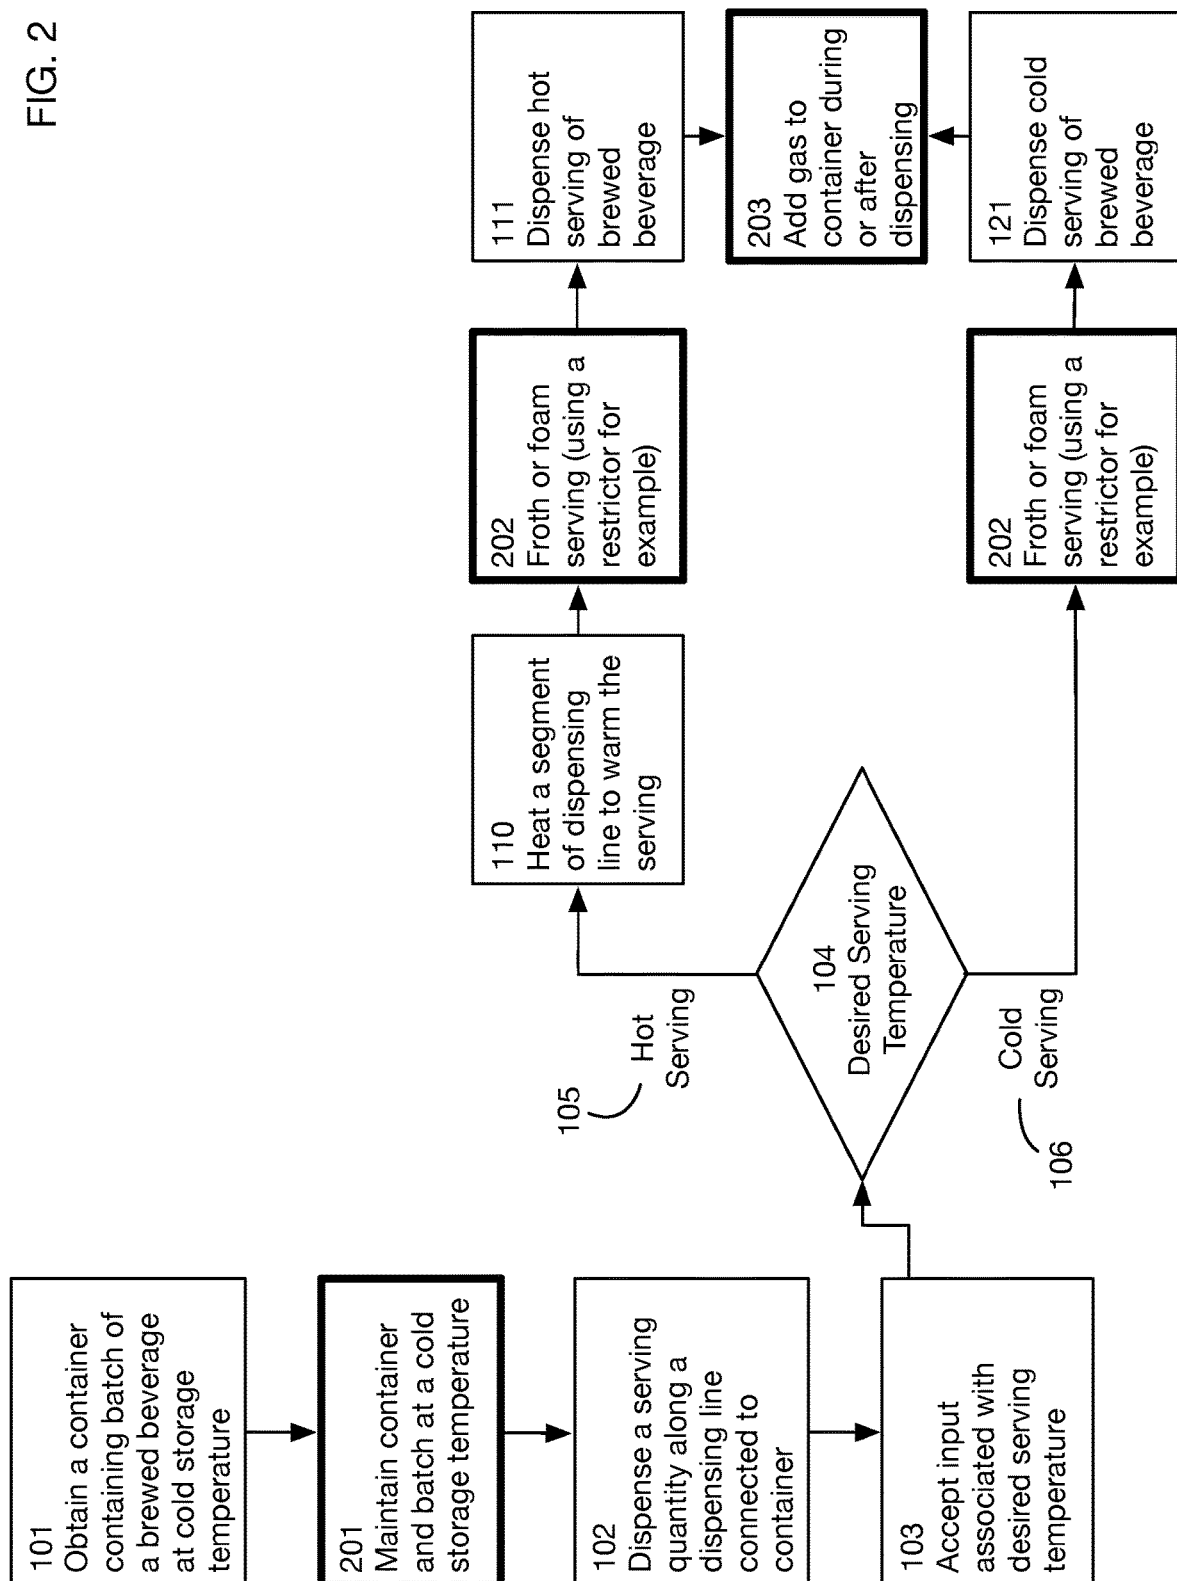 FIG. 2
101
Obtain a container
containing batch of
a brewed beverage
at cold storage
temperature
201
Maintain container
and batch at a cold
storage temperature
102
Dispense a serving
quantity along a
dispensing line
connected to
container
103
Accept input
associated with
desired serving
temperature
104
Desired Serving
Temperature
105
Hot
Serving
106
Cold
Serving
110
Heat a segment
of dispensing
line to warm the
serving
202
Froth or foam
serving (using a
restrictor for
example)
111
Dispense hot
serving of
brewed
beverage
203
Add gas to
container during
or after
dispensing
202
Froth or foam
serving (using a
restrictor for
example)
121
Dispense cold
serving of
brewed
beverage